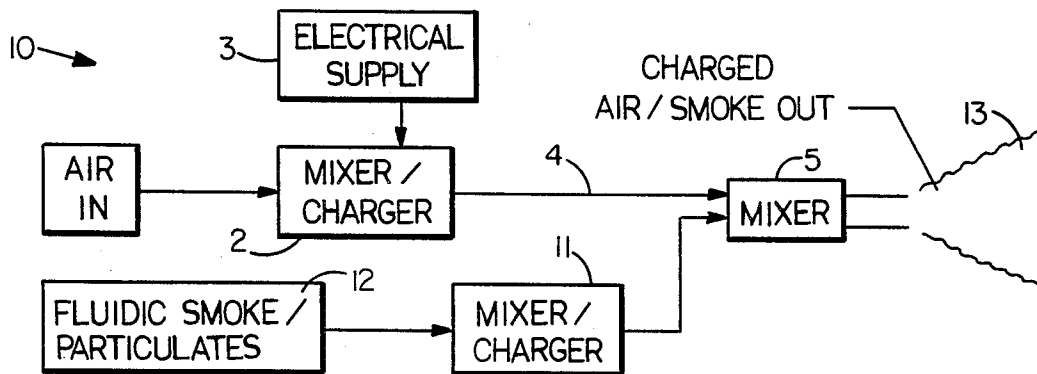 10
3
ELECTRICAL
SUPPLY
CHARGED
AIR / SMOKE OUT
13
AIR
IN
MIXER /
CHARGER
2
4
5
MIXER
12
FLUIDIC SMOKE /
PARTICULATES
11
MIXER /
CHARGER